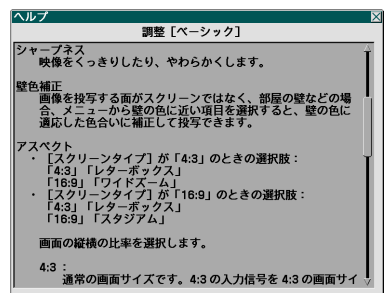 ヘルプ
調整［ベーシック］
シャープネス
映像をくっきりしたり、やわらかくします。
壁色補正
画像を投写する面がスクリーンではなく、部屋の壁などの場
合、メニューから壁の色に近い項目を選択すると、壁の色に
適応した色合いに補正して投写できます。
アスペクト
・［スクリーンタイプ］が「4:3」のときの選択肢：
「4:3」「レターボックス」
「16:9」「ワイドズーム」
・［スクリーンタイプ］が「16:9」のときの選択肢：
「4:3」「レターボックス」
「16:9」「スタジアム」
画面の縦横の比率を選択します。
4:3：
通常の画面サイズです。4:3 の入力信号を 4:3 の画面サイ